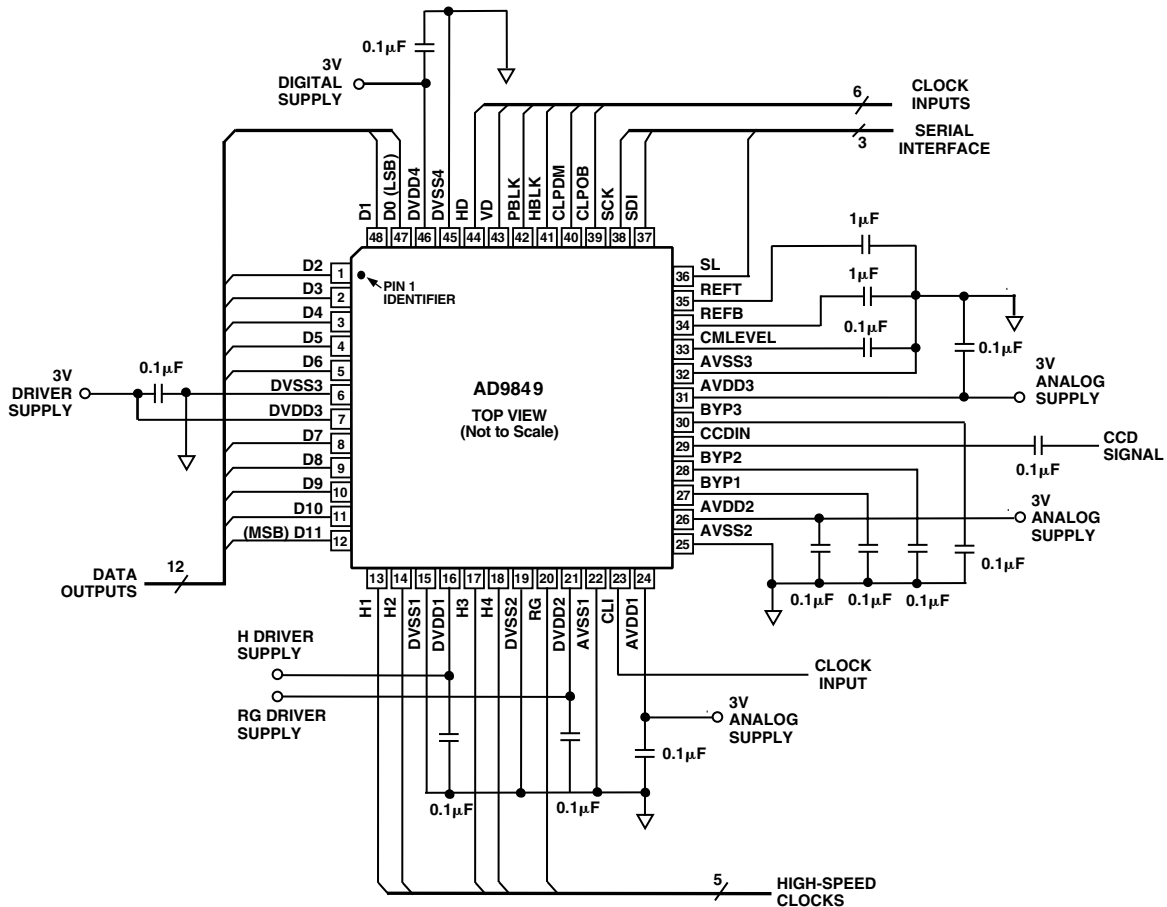 0.1μF
3V
DIGITAL
SUPPLY
6
CLOCK
INPUTS
3
SERIAL
INTERFACE
D1
D0 (LSB)
DVDD4
DVSS4
HD
VD
PBLK
HBLK
CLPDM
CLPOB
SCK
SDI
48 47 46 45 44 43 42 41 40 39 38 37
D2 1
D3 2
D4 3
D5 4
D6 5
DVSS3 6
DVDD3 7
D7 8
D8 9
D9 10
D10 11
(MSB) D11 12
0.1μF
3V
DRIVER
SUPPLY
12
DATA
OUTPUTS
PIN 1
IDENTIFIER
AD9849
TOP VIEW
(Not to Scale)
36 SL
35 REFT
34 REFB
33 CMLEVEL
32 AVSS3
31 AVDD3
30 BYP3
29 CCDIN
28 BYP2
27 BYP1
26 AVDD2
25 AVSS2
1μF
1μF
0.1μF
0.1μF
3V
ANALOG
SUPPLY
CCD
SIGNAL
0.1μF
3V
ANALOG
SUPPLY
0.1μF
0.1μF 0.1μF 0.1μF
13 14 15 16 17 18 19 20 21 22 23 24
H1
H2
DVSS1
DVDD1
H3
H4
DVSS2
RG
DVDD2
AVSS1
CLI
AVDD1
H DRIVER
SUPPLY
RG DRIVER
SUPPLY
CLOCK
INPUT
3V
ANALOG
SUPPLY
0.1μF
0.1μF 0.1μF
5
HIGH-SPEED
CLOCKS